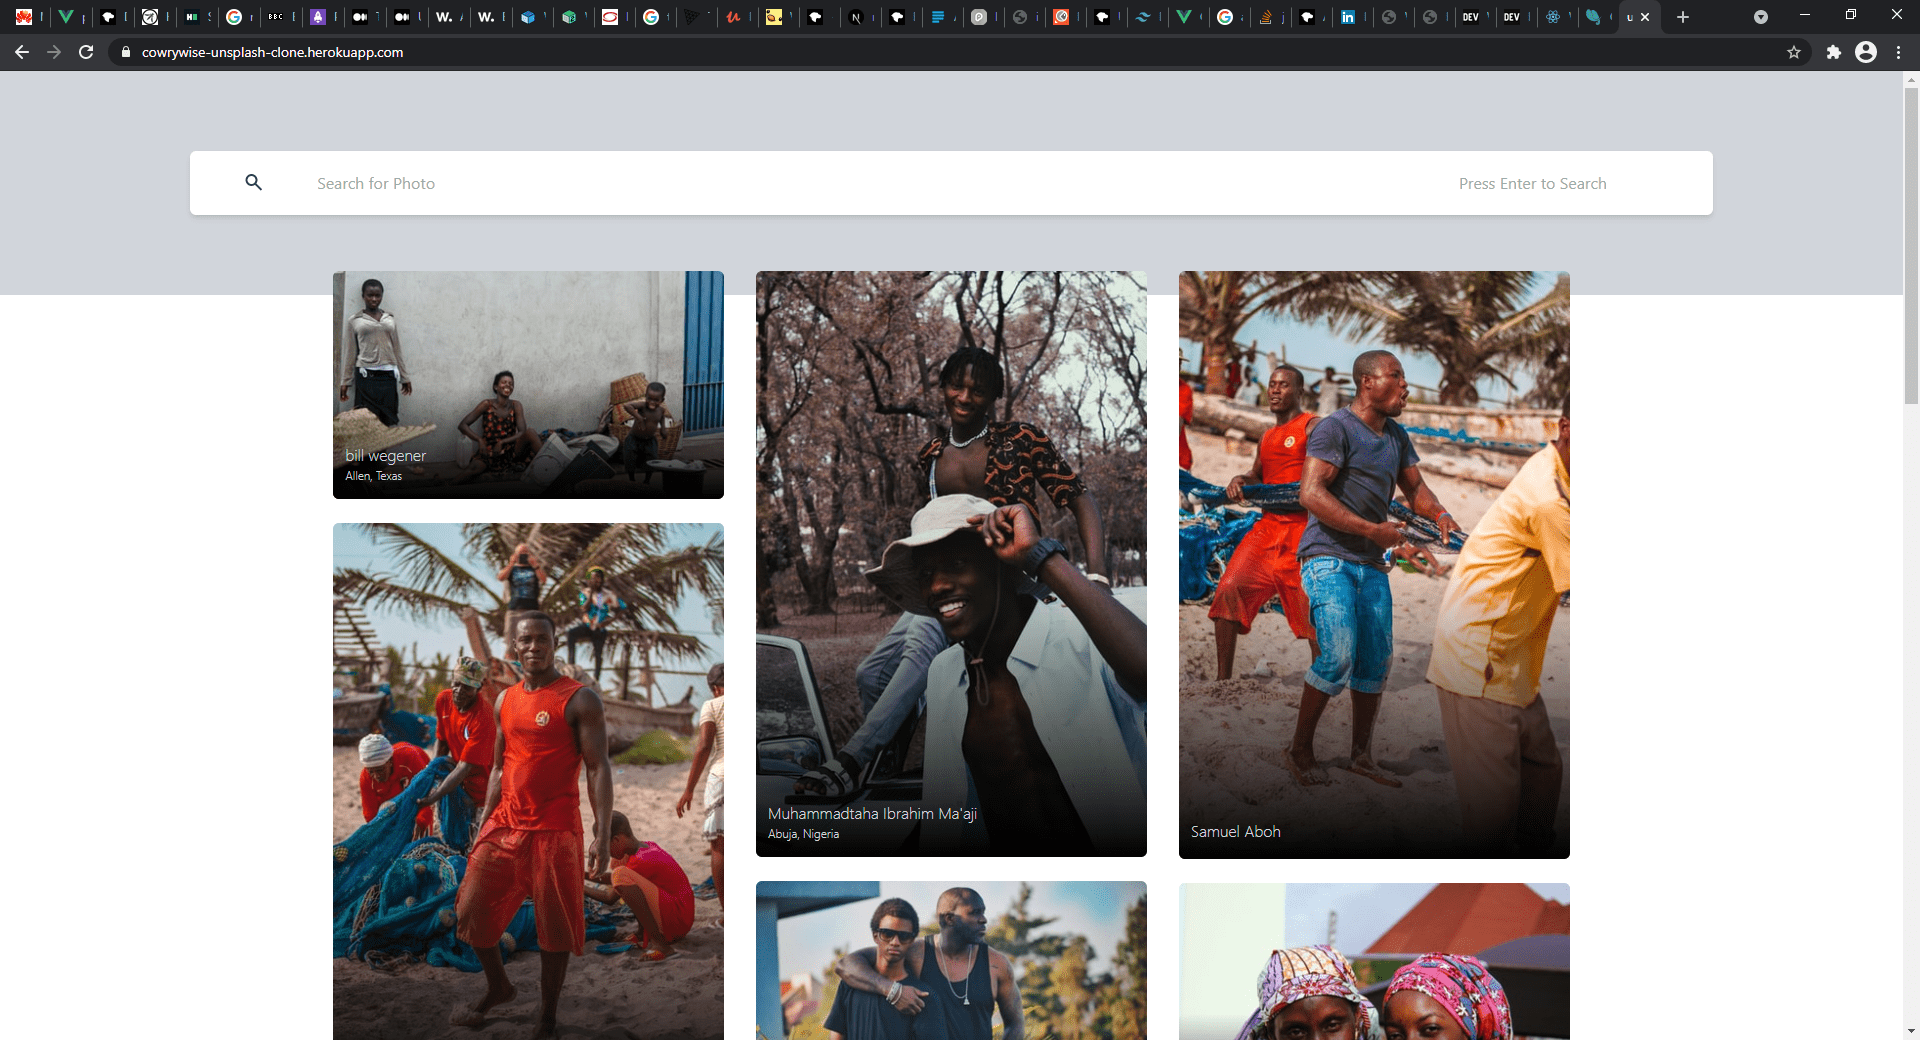 cowrywise-unsplash-clone.herokuapp.com
Search for Photo
Press Enter to Search
bill wegener
Allen, Texas
Muhammadtaha Ibrahim Ma'aji
Abuja, Nigeria
Samuel Aboh